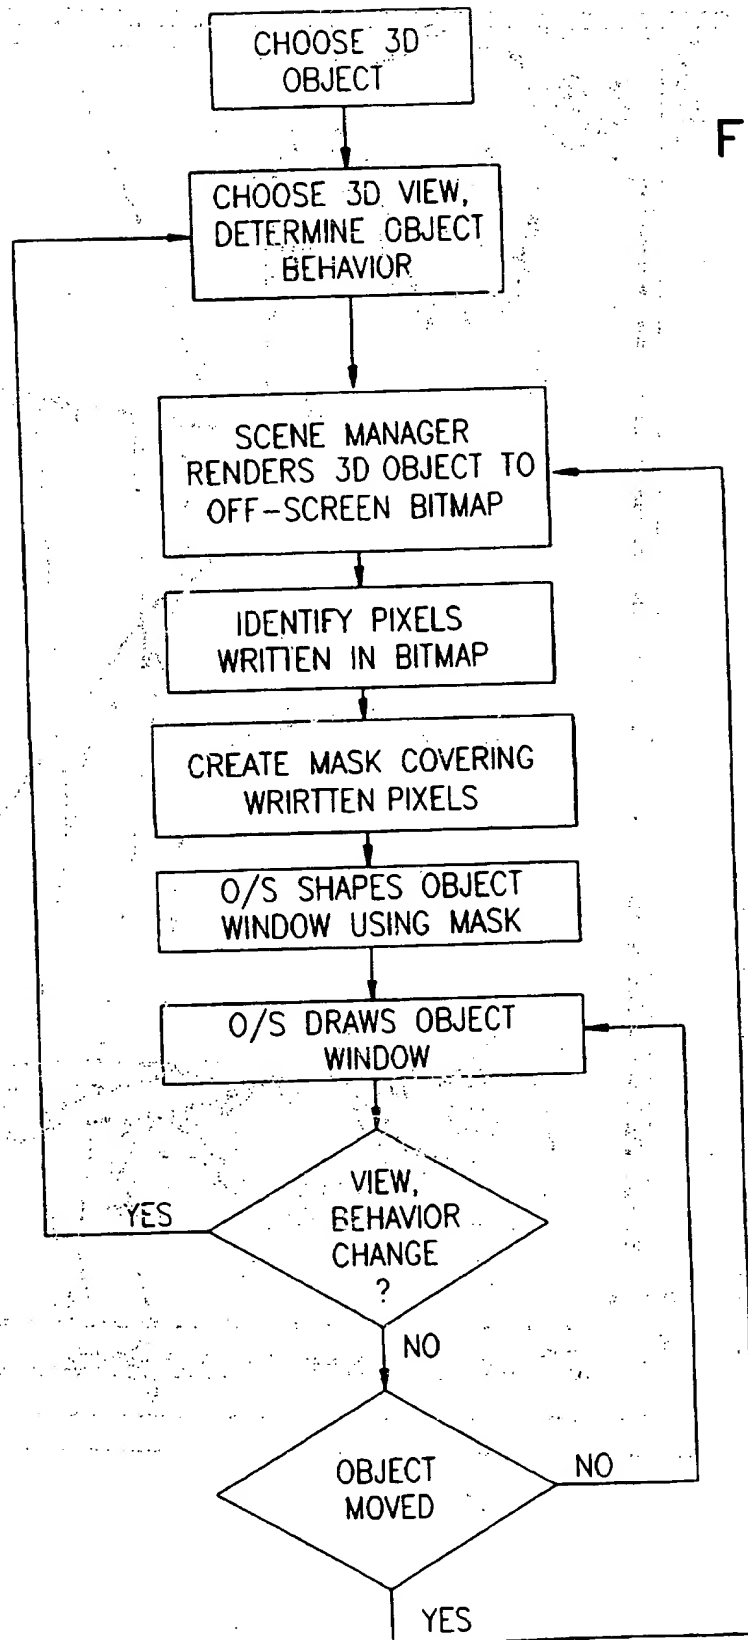 CHOOSE 3D
OBJECT
F
CHOOSE 3D VIEW,
DETERMINE OBJECT
BEHAVIOR
SCENE MANAGER
RENDERS 3D OBJECT TO
OFF-SCREEN BITMAP
IDENTIFY PIXELS
WRITTEN IN BITMAP
CREATE MASK COVERING
WRIRTTEN PIXELS
O/S SHAPES OBJECT
WINDOW USING MASK
O/S DRAWS OBJECT
WINDOW
VIEW,
BEHAVIOR
CHANGE
?
YES
NO
OBJECT
MOVED
NO
YES